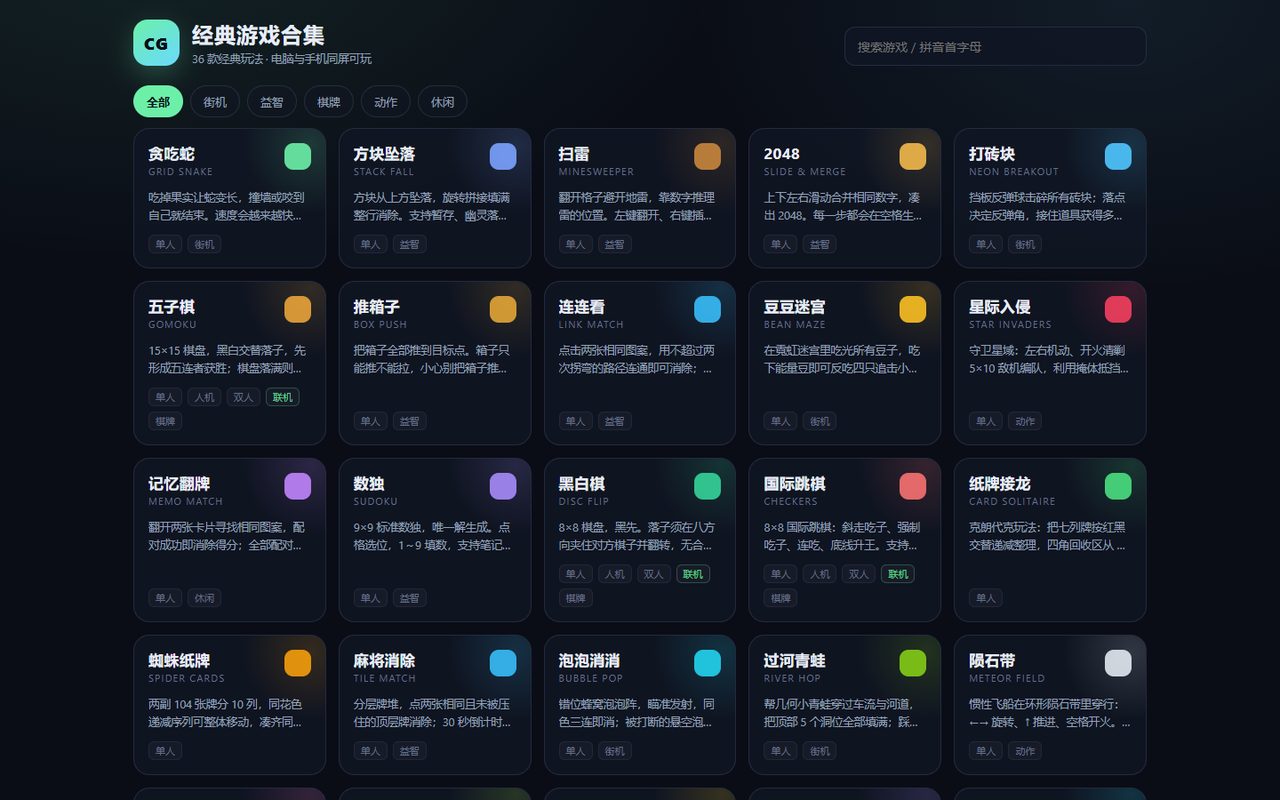 CG
经典游戏合集
36 款经典玩法 · 电脑与手机同屏可玩
搜索游戏 / 拼音首字母
全部
街机
益智
棋牌
动作
休闲
贪吃蛇
GRID SNAKE
吃掉果实让蛇变长，撞墙或咬到
自己就结束。速度会越来越快…
单人
街机
方块坠落
STACK FALL
方块从上方坠落，旋转拼接填满
整行消除。支持暂存、幽灵落…
单人
益智
扫雷
MINESWEEPER
翻开格子避开地雷，靠数字推理
雷的位置。左键翻开、右键插…
单人
益智
2048
SLIDE & MERGE
上下左右滑动合并相同数字，凑
出 2048。每一步都会在空格生…
单人
益智
打砖块
NEON BREAKOUT
挡板反弹球击碎所有砖块；落点
决定反弹角，接住道具获得多…
单人
街机
五子棋
GOMOKU
15×15 棋盘，黑白交替落子，先
形成五连者获胜；棋盘落满则…
单人
人机
双人
联机
棋牌
推箱子
BOX PUSH
把箱子全部推到目标点。箱子只
能推不能拉，小心别把箱子推…
单人
益智
连连看
LINK MATCH
点击两张相同图案，用不超过两
次拐弯的路径连通即可消除；…
单人
益智
豆豆迷宫
BEAN MAZE
在霓虹迷宫里吃光所有豆子，吃
下能量豆即可反吃四只追击小…
单人
街机
星际入侵
STAR INVADERS
守卫星域：左右机动、开火清剿
5×10 敌机编队，利用掩体抵挡…
单人
动作
记忆翻牌
MEMO MATCH
翻开两张卡片寻找相同图案，配
对成功即消除得分；全部配对…
单人
休闲
数独
SUDOKU
9×9 标准数独，唯一解生成。点
格选位，1～9 填数，支持笔记…
单人
益智
黑白棋
DISC FLIP
8×8 棋盘，黑先。落子须在八方
向夹住对方棋子并翻转，无合…
单人
人机
双人
联机
棋牌
国际跳棋
CHECKERS
8×8 国际跳棋：斜走吃子、强制
吃子、连吃、底线升王。支持…
单人
人机
双人
联机
棋牌
纸牌接龙
CARD SOLITAIRE
克朗代克玩法：把七列牌按红黑
交替递减整理，四角回收区从 …
单人
蜘蛛纸牌
SPIDER CARDS
两副 104 张牌分 10 列，同花色
递减序列可整体移动，凑齐同…
单人
麻将消除
TILE MATCH
分层牌堆，点两张相同且未被压
住的顶层牌消除；30 秒倒计时…
单人
益智
泡泡消消
BUBBLE POP
错位蜂窝泡泡阵，瞄准发射，同
色三连即消；被打断的悬空泡…
单人
街机
过河青蛙
RIVER HOP
帮几何小青蛙穿过车流与河道，
把顶部 5 个洞位全部填满；踩…
单人
街机
陨石带
METEOR FIELD
惯性飞船在环形陨石带里穿行：
←→ 旋转、↑ 推进、空格开火。…
单人
动作